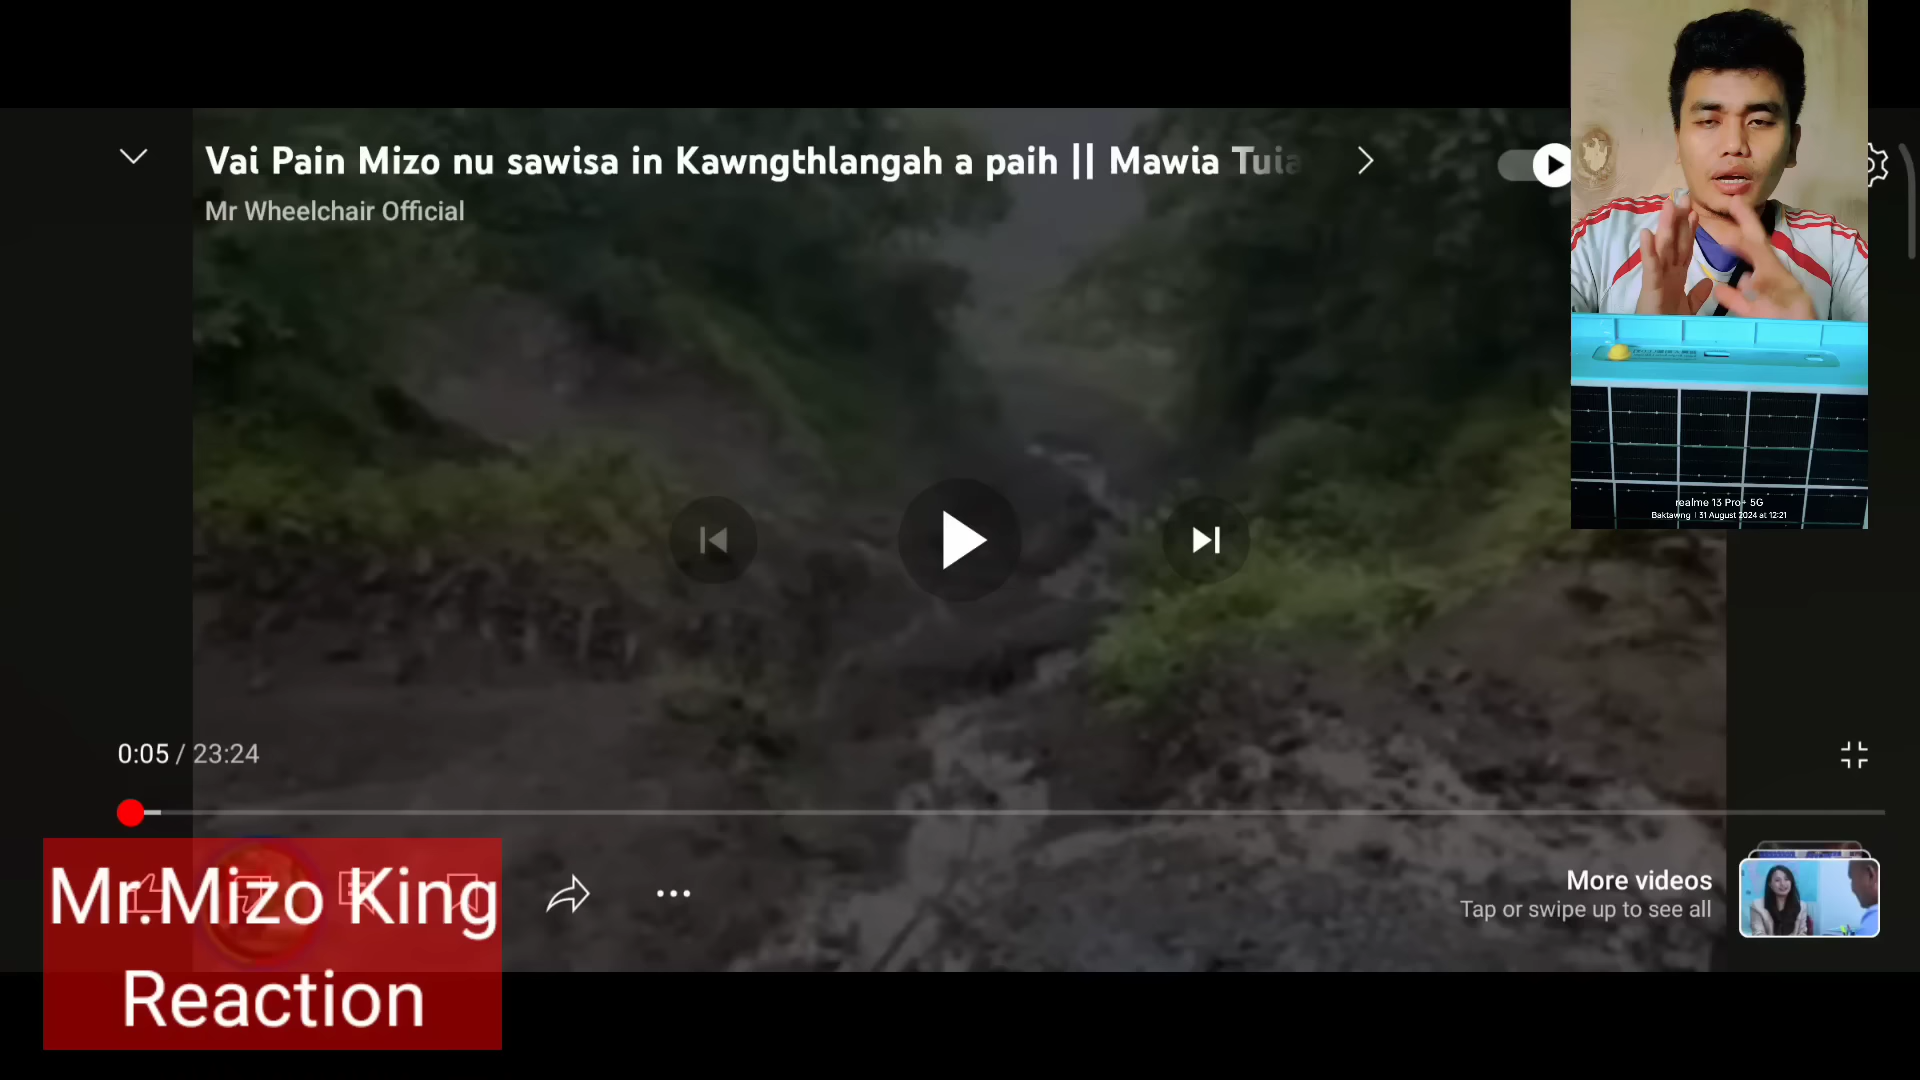 Vai Pain Mizo nu sawisa in Kawngthlangah a paih || Mawia
Mr Wheelchair Official
realme 13 Pro+ 5G
Baktawng | 31 August 2024 at 12:21
0:05 / 23:24
More videos
Tap or swipe up to see all
Mr.Mizo King
Reaction